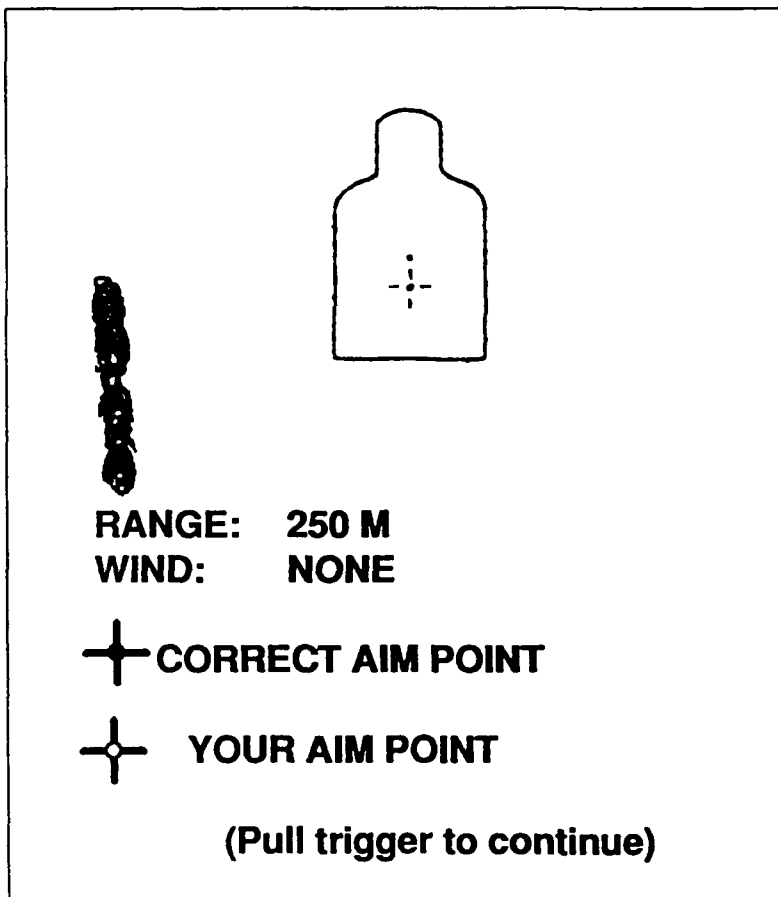 RANGE: 250 M
WIND: NONE
CORRECT AIM POINT
YOUR AIM POINT
(Pull trigger to continue)